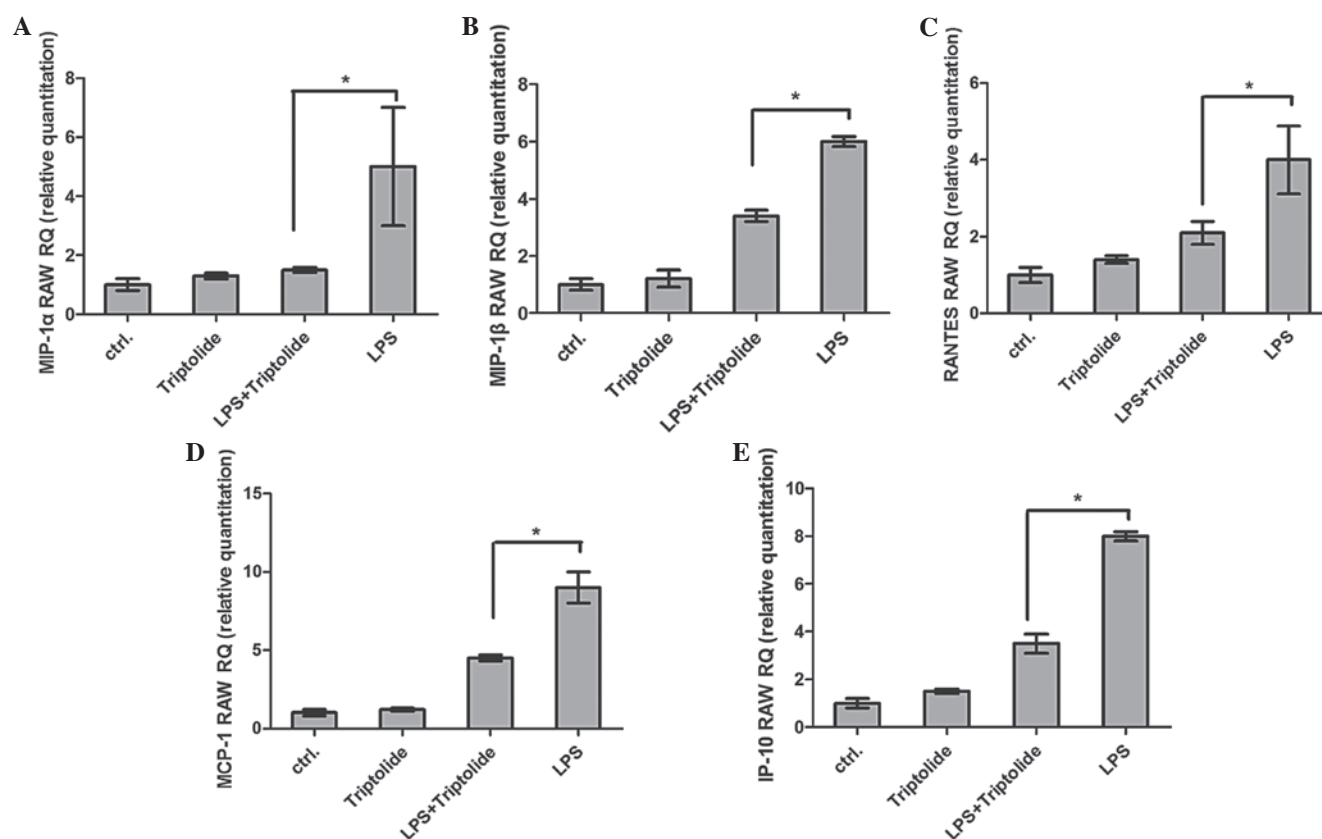 A
MIP-1α RAW RQ (relative quantitation)
8
6
4
2
0
*
ctrl.
Triptolide
LPS+Triptolide
LPS
B
MIP-1β RAW RQ (relative quantitation)
8
6
4
2
0
*
ctrl.
Triptolide
LPS+Triptolide
LPS
C
RANTES RAW RQ (relative quantitation)
6
4
2
0
*
ctrl.
Triptolide
LPS+Triptolide
LPS
D
MCP-1 RAW RQ (relative quantitation)
15
10
5
0
*
ctrl.
Triptolide
LPS+Triptolide
LPS
E
IP-10 RAW RQ (relative quantitation)
10
8
6
4
2
0
*
ctrl.
Triptolide
LPS+Triptolide
LPS